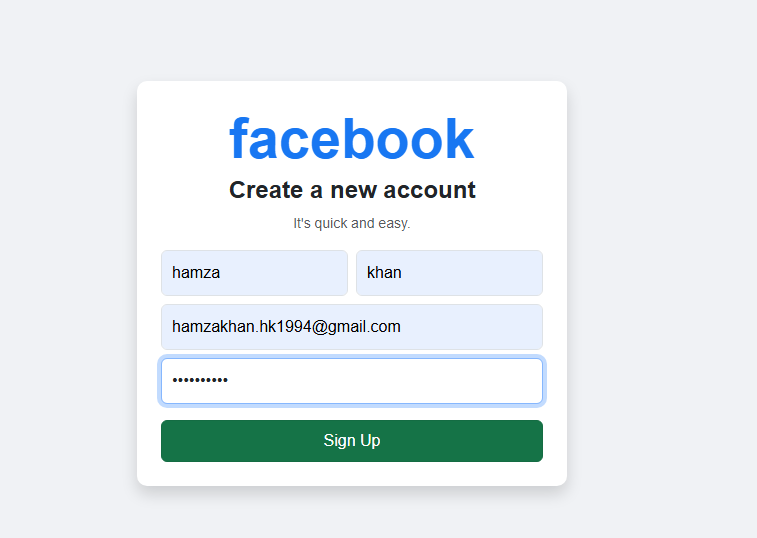 facebook
Create a new account
It's quick and easy.
hamza khan
hamzakhan.hk1994@gmail.com
••••••••••
Sign Up